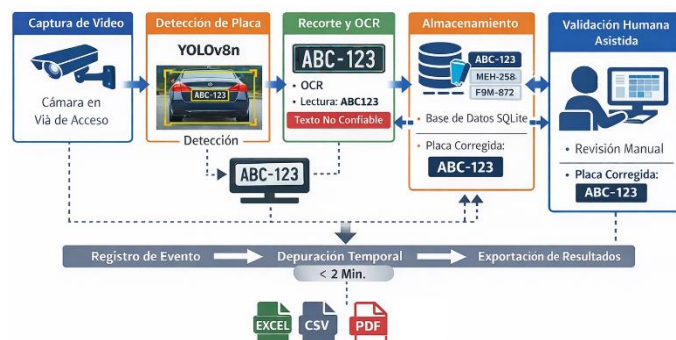 Captura de Video
Cámara en
Vià de Acceso
Detección de Placa
YOLOv8n
ABC-123
Detección
ABC-123
Recorte y OCR
ABC-123
• OCR
• Lectura: ABC123
Texto No Confiable
Almacenamiento
ABC-123
MEH-258-
F9M-872
• Base de Datos SQLite
• Placa Corregida:
ABC-123
Validación Humana
Asistida
• Revisión Manual
• Placa Corregida:
ABC-123
Registro de Evento
Depuración Temporal
Exportación de Resultados
< 2 Min.
EXCEL
CSV
PDF